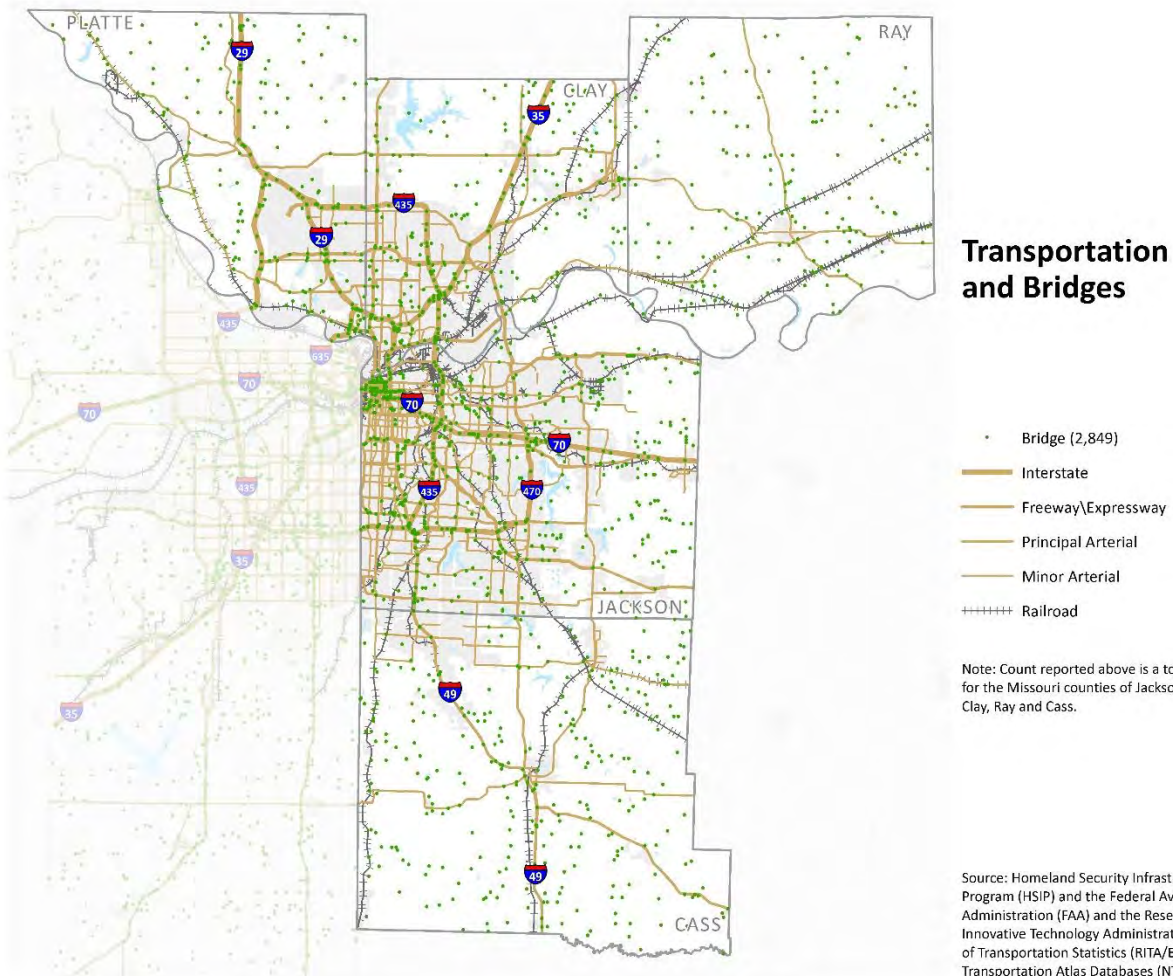 PLATTE
RAY
29
CLAY
35
435
29
Transportation
and Bridges
435
635
70
70
70
70
Bridge (2,849)
Interstate
435
435
470
Freeway\Expressway
35
Principal Arterial
Minor Arterial
JACKSON
Railroad
Note: Count reported above is a to
for the Missouri counties of Jackso
Clay, Ray and Cass.
49
35
49
Source: Homeland Security Infrast
Program (HSIP) and the Federal Av
Administration (FAA) and the Rese
CASS
Innovative Technology Administrat
of Transportation Statistics (RITA/B
Transportation Atlas Databases (NT